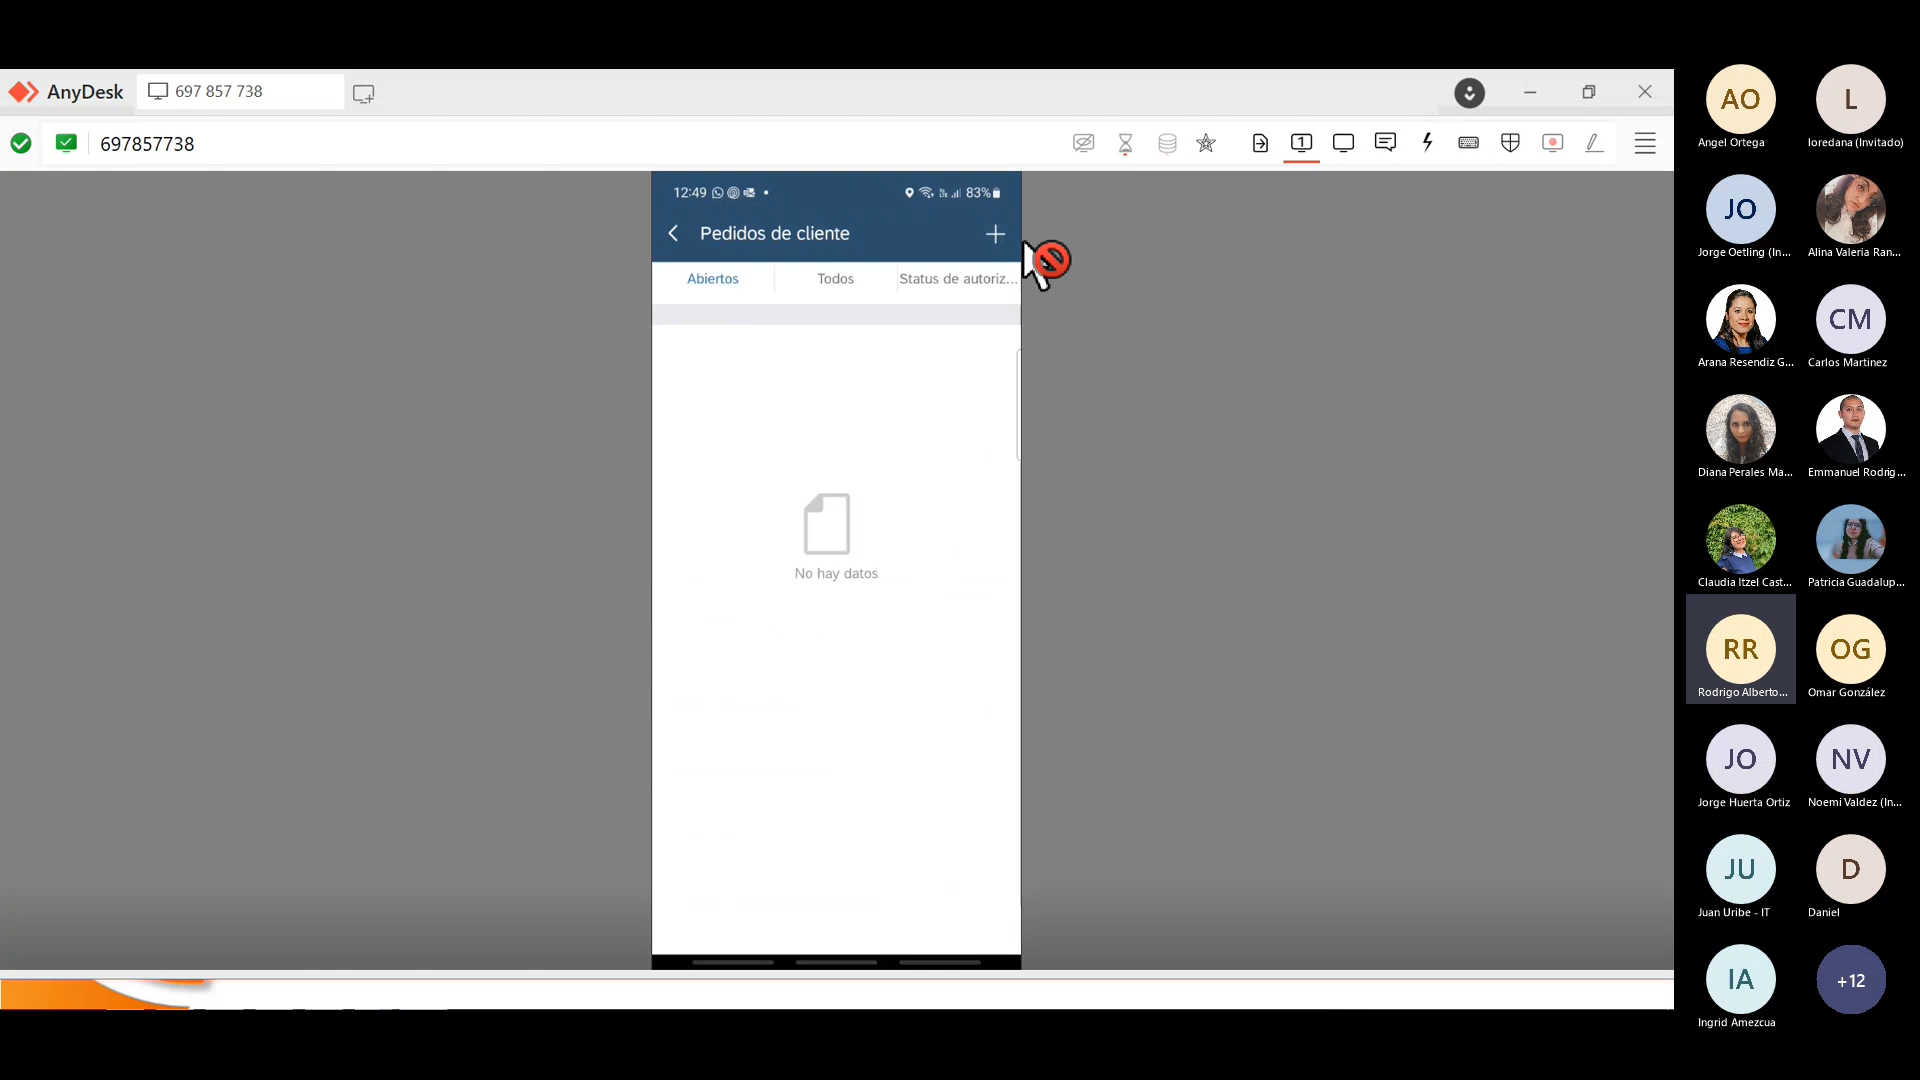 AnyDesk
697 857 738
697857738
1
12:49
83%
Pedidos de cliente
Abiertos
Todos
Status de autoriz...
No hay datos
AO
Angel Ortega
L
loredana (Invitado)
JO
Jorge Oetling (In...
Alina Valeria Ran...
Arana Resendiz G...
CM
Carlos Martinez
Diana Perales Ma...
Emmanuel Rodrig...
Claudia Itzel Cast...
Patricia Guadalup...
RR
Rodrigo Alberto...
OG
Omar González
JO
Jorge Huerta Ortiz
NV
Noemi Valdez (In...
JU
Juan Uribe - IT
D
Daniel
IA
Ingrid Amezcua
+12